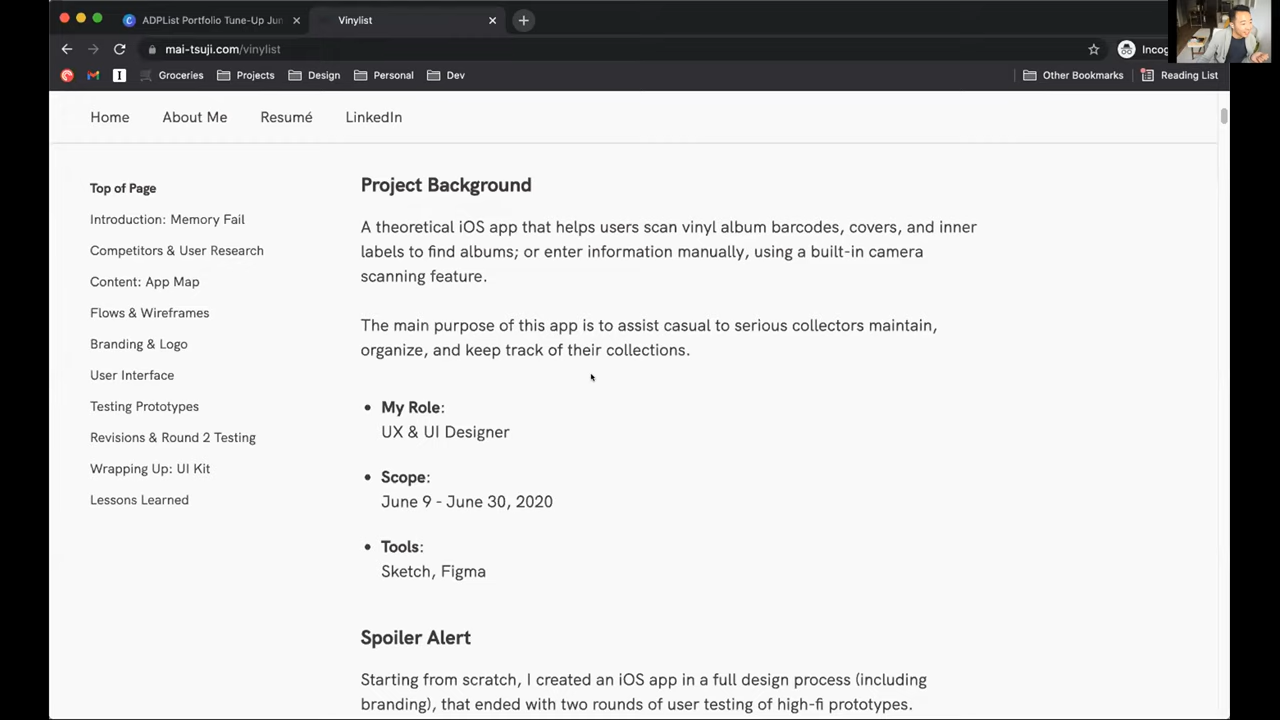 ADPList Portfolio Tune-Up Jun
Vinylist
mai-tsuji.com/vinylist
Groceries Projects Design Personal Dev Other Bookmarks Reading List
Home About Me Resumé LinkedIn
Top of Page
Introduction: Memory Fail
Competitors & User Research
Content: App Map
Flows & Wireframes
Branding & Logo
User Interface
Testing Prototypes
Revisions & Round 2 Testing
Wrapping Up: UI Kit
Lessons Learned
Project Background
A theoretical iOS app that helps users scan vinyl album barcodes, covers, and inner
labels to find albums; or enter information manually, using a built-in camera
scanning feature.
The main purpose of this app is to assist casual to serious collectors maintain,
organize, and keep track of their collections.
• My Role:
UX & UI Designer
• Scope:
June 9 - June 30, 2020
• Tools:
Sketch, Figma
Spoiler Alert
Starting from scratch, I created an iOS app in a full design process (including
branding), that ended with two rounds of user testing of high-fi prototypes.